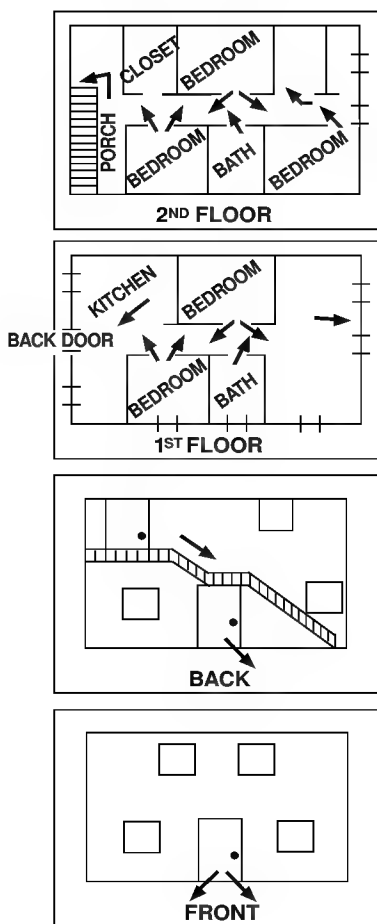 CLOSET
BEDROOM
PORCH
BEDROOM
BATH
BEDROOM
2ND FLOOR
KITCHEN
BEDROOM
BACK DOOR
BEDROOM
BATH
1ST FLOOR
BACK
FRONT